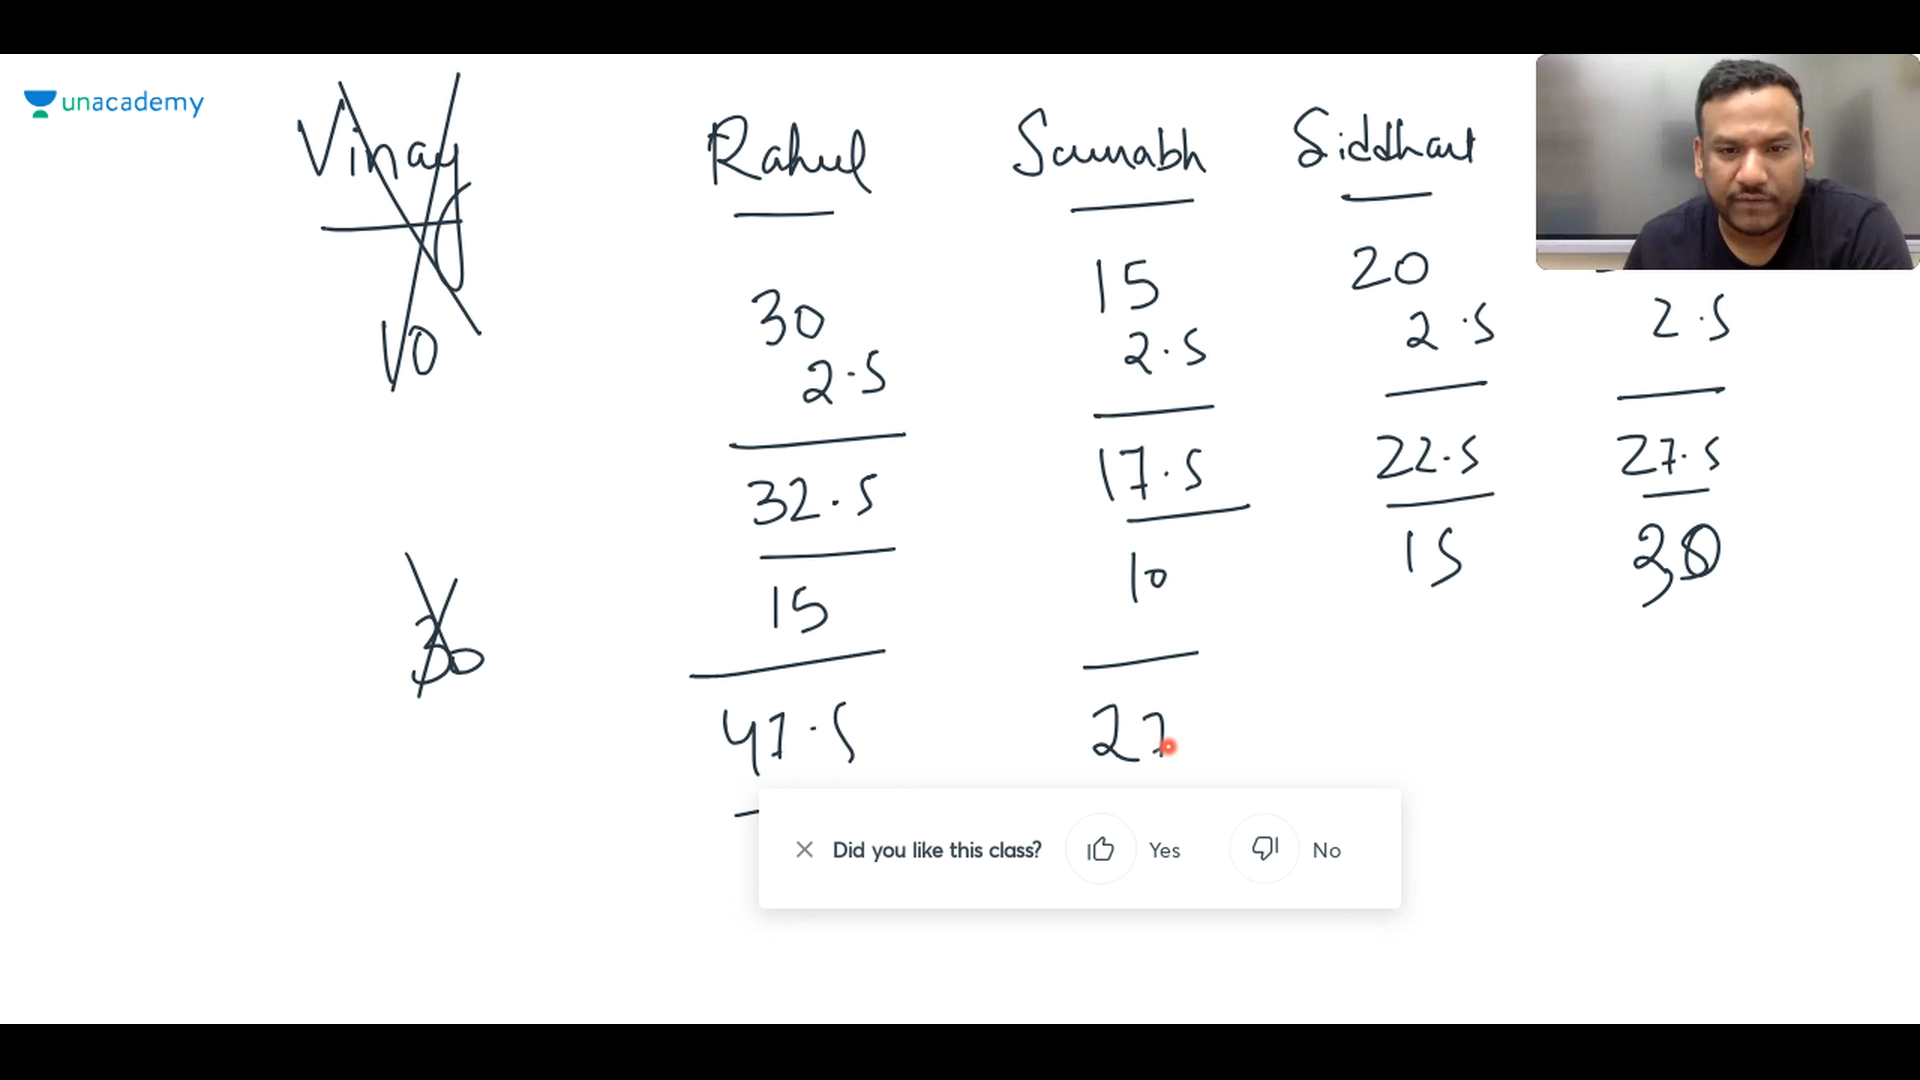 unacademy
Vinay Rahul Saurabh Siddhant
10 30 15 20
2.5 2.5 2.5 2.5
32.5 17.5 22.5 27.5
30 15 10 15 30
47.5 27
Did you like this class? Yes No